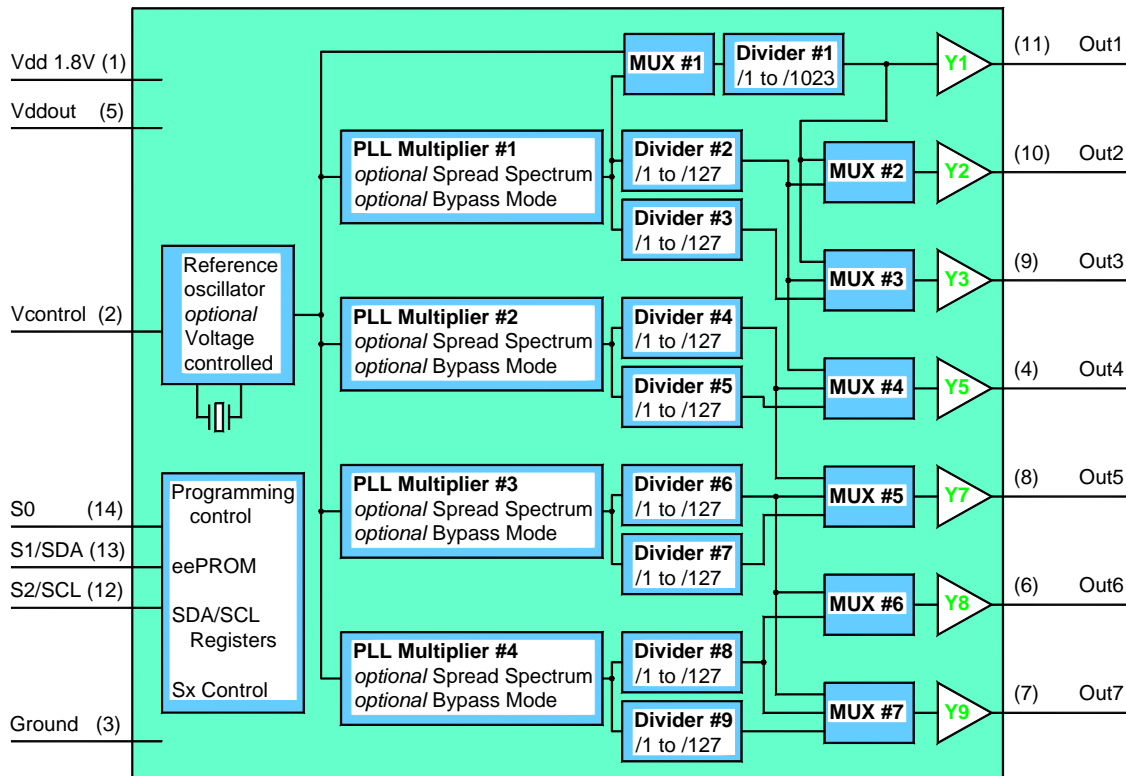 Vdd 1.8V (1)
Vddout (5)
Vcontrol (2)
S0 (14)
S1/SDA (13)
S2/SCL (12)
Ground (3)
Reference
oscillator
optional
Voltage
controlled
Programming
control
eePROM
SDA/SCL
Registers
Sx Control
PLL Multiplier #1
optional Spread Spectrum
optional Bypass Mode
PLL Multiplier #2
optional Spread Spectrum
optional Bypass Mode
PLL Multiplier #3
optional Spread Spectrum
optional Bypass Mode
PLL Multiplier #4
optional Spread Spectrum
optional Bypass Mode
MUX #1
Divider #1
/1 to /1023
Divider #2
/1 to /127
Divider #3
/1 to /127
Divider #4
/1 to /127
Divider #5
/1 to /127
Divider #6
/1 to /127
Divider #7
/1 to /127
Divider #8
/1 to /127
Divider #9
/1 to /127
MUX #2
MUX #3
MUX #4
MUX #5
MUX #6
MUX #7
Y1
Y2
Y3
Y5
Y7
Y8
Y9
(11) Out1
(10) Out2
(9) Out3
(4) Out4
(8) Out5
(6) Out6
(7) Out7